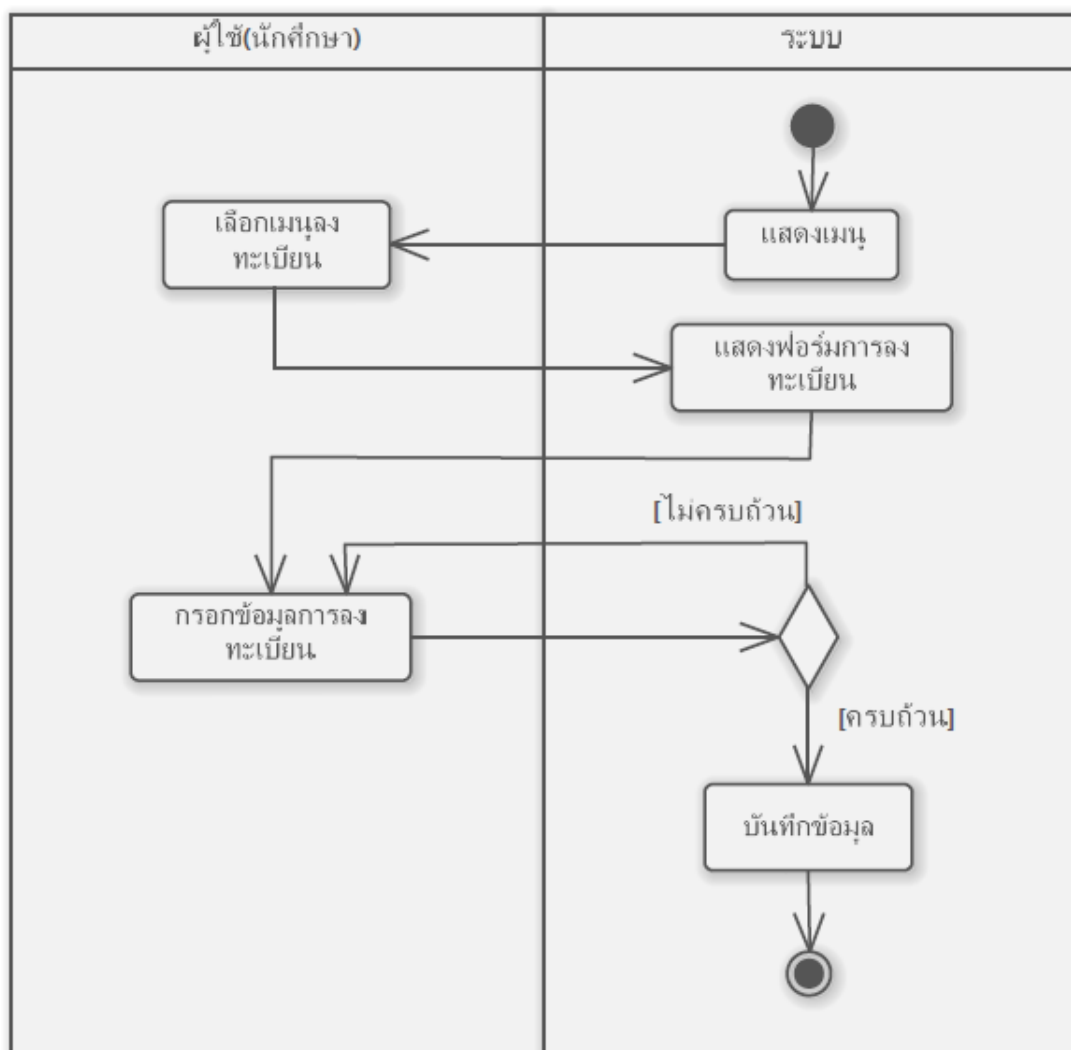 ผู้ใช้(นักศึกษา)
ระบบ
แสดงเมนู
เลือกเมนูลง
ทะเบียน
แสดงฟอร์มการลง
ทะเบียน
[ไม่ครบถ้วน]
กรอกข้อมูลการลง
ทะเบียน
[ครบถ้วน]
บันทึกข้อมูล